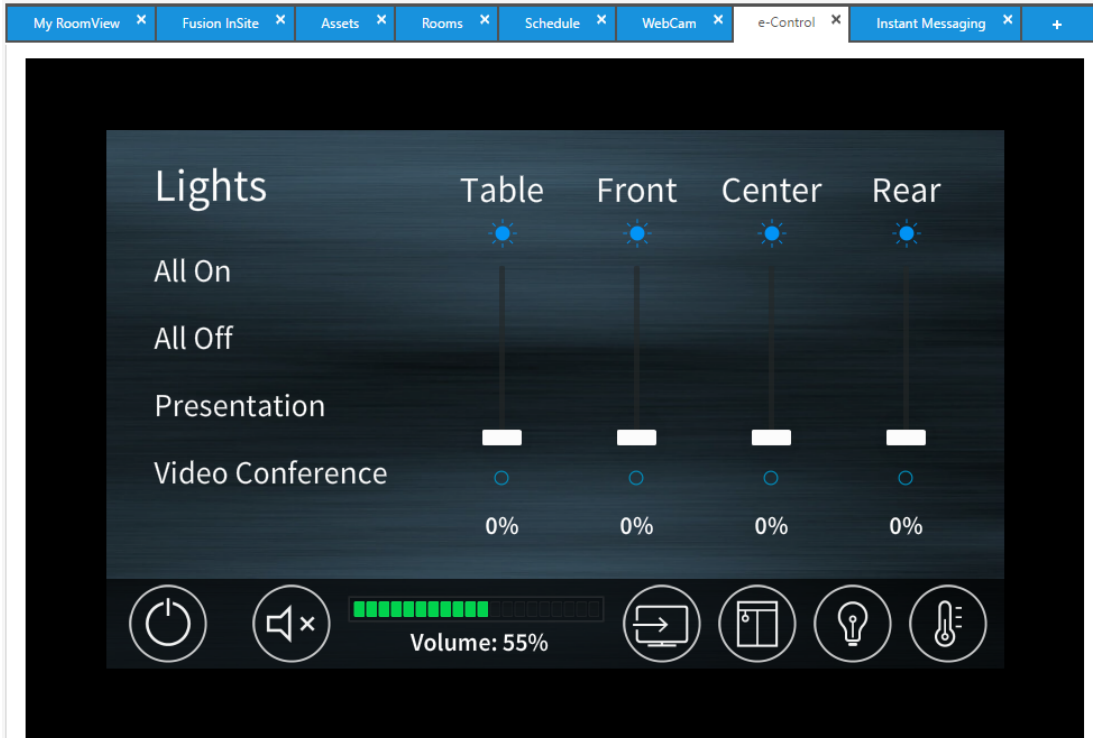 My RoomView × Fusion InSite × Assets × Rooms × Schedule × WebCam × e-Control × Instant Messaging × +
Lights Table Front Center Rear
All On
All Off
Presentation
Video Conference
0% 0% 0% 0%
Volume: 55%